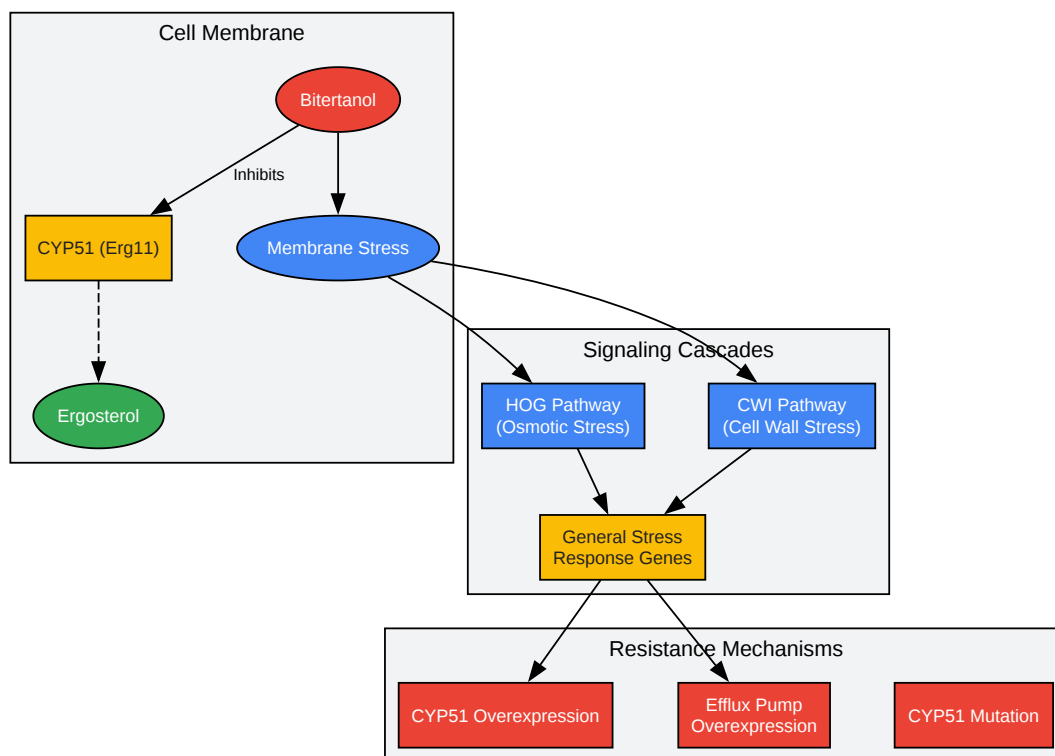 Cell Membrane
Bitertanol
Inhibits
CYP51 (Erg11)
Membrane Stress
Ergosterol
Signaling Cascades
HOG Pathway
(Osmotic Stress)
CWI Pathway
(Cell Wall Stress)
General Stress
Response Genes
Resistance Mechanisms
CYP51 Overexpression
Efflux Pump
Overexpression
CYP51 Mutation